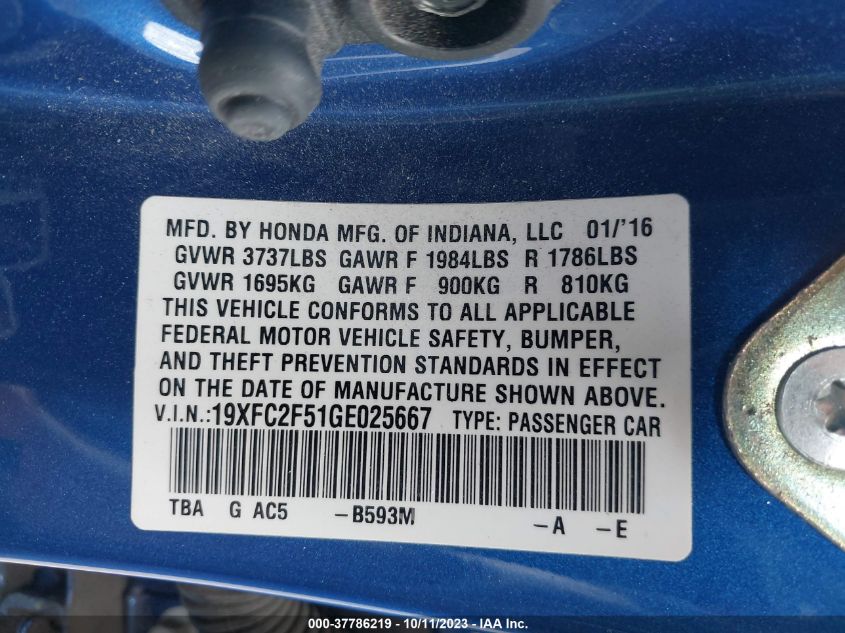 MFD. BY HONDA MFG. OF INDIANA, LLC 01/'16
GVWR 3737LBS GAWR F 1984LBS R 1786LBS
GVWR 1695KG GAWR F 900KG R 810KG
THIS VEHICLE CONFORMS TO ALL APPLICABLE
FEDERAL MOTOR VEHICLE SAFETY, BUMPER,
AND THEFT PREVENTION STANDARDS IN EFFECT
ON THE DATE OF MANUFACTURE SHOWN ABOVE.
V.I.N.:19XFC2F51GE025667 TYPE: PASSENGER CAR
TBA G AC5 -B593M -A -E
000-37786219 - 10/11/2023 - IAA Inc.